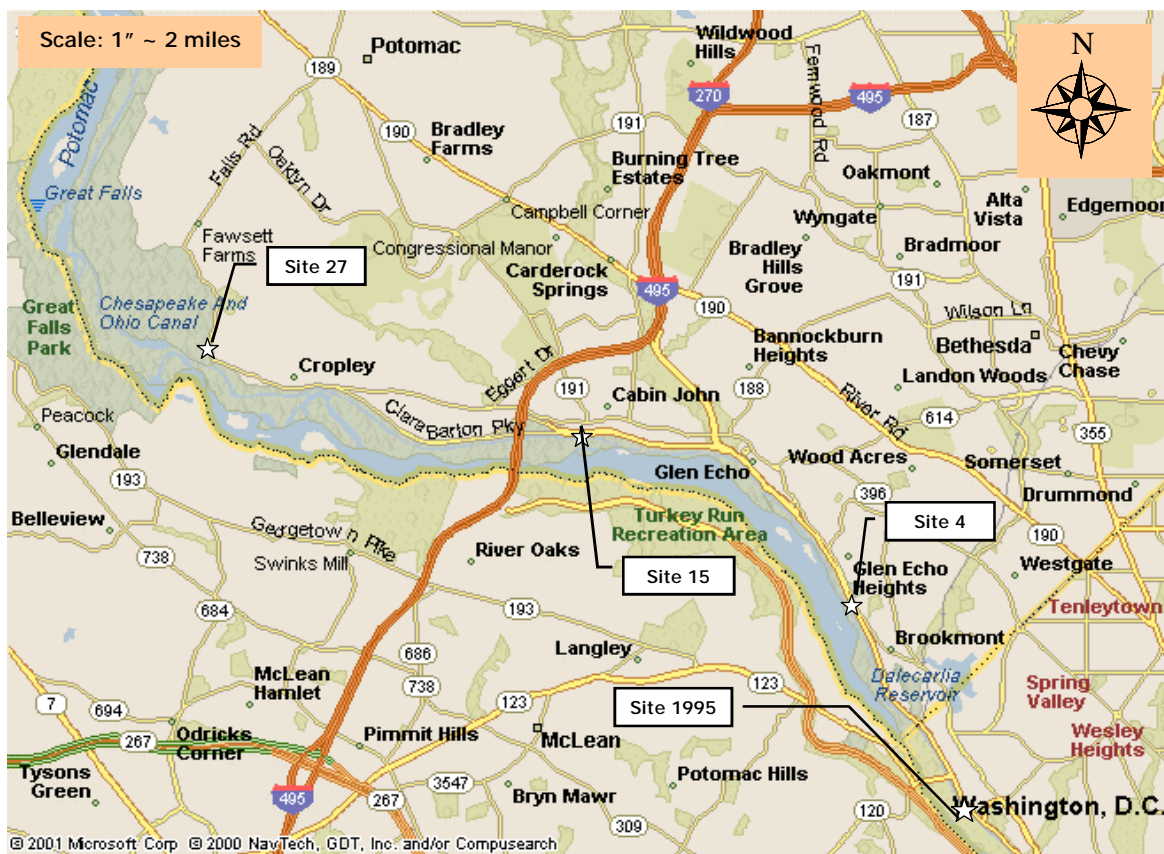 Scale: 1” ~ 2 miles
N
Potomac
Wildwood
Hills
189
270
495
Fernwood Rd
187
Potomac
190
Bradley
Farms
191
Burning Tree
Estates
Oakmont
Alta
Vista
Edgemoor
Falls Rd
Oaklyn Dr
Great Falls
Campbell Corner
Wyngate
Fawsett
Farms
Congressional Manor
Bradley
Hills
Grove
Bradmoor
Site 27
Carderock
Springs
495
190
191
Great
Falls
Park
Chesapeake And
Ohio Canal
Wilson Ln
Bannockburn
Heights
Bethesda
Chevy
Chase
Cropley
Eggert Dr
191
Cabin John
188
Landon Woods
River Rd
614
355
Peacock
Clara Barton Pky
Glendale
193
Glen Echo
Wood Acres
Somerset
396
Drummond
Belleview
738
Georgetown Pike
Turkey Run
Recreation Area
Site 4
190
Swinks Mill
River Oaks
Site 15
Glen Echo
Heights
Westgate
684
193
Tenleytown
Langley
Brookmont
686
McLean
Hamlet
738
123
123
Dalecarlia
Reservoir
Spring
Valley
7
694
Site 1995
Wesley
Heights
267
Odricks
Corner
Pimmit Hills
McLean
Tysons
Green
495
267
3547
Bryn Mawr
Potomac Hills
120
Washington, D.C.
309
© 2001 Microsoft Corp © 2000 NavTech, GDT, Inc. and/or Compusearch